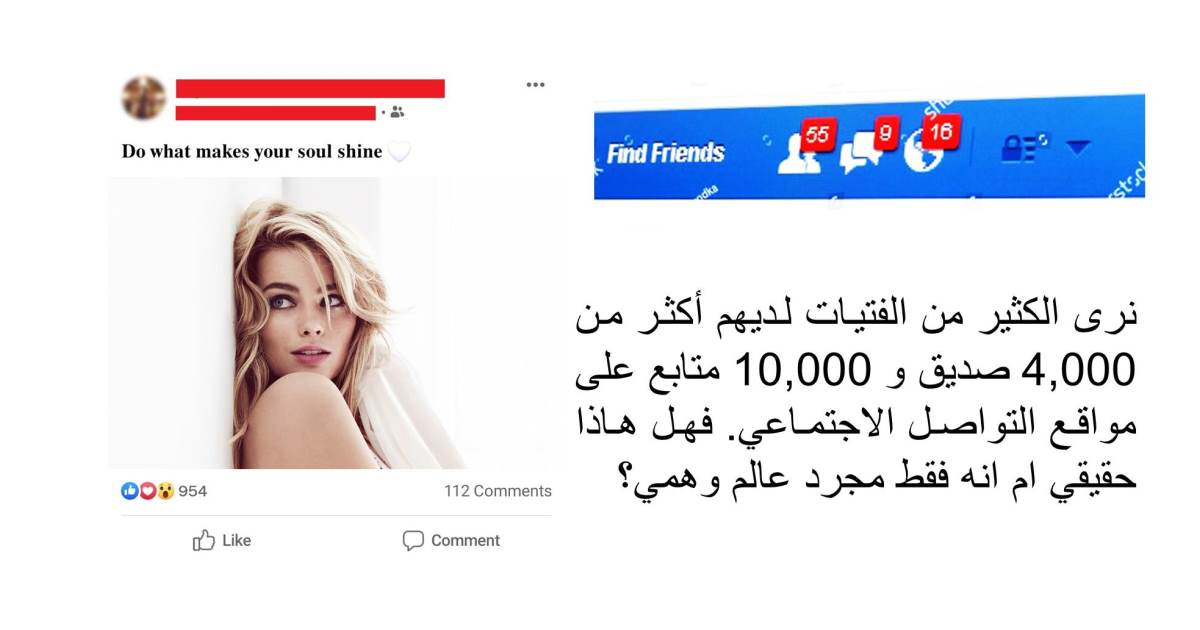 Do what makes your soul shine
954
112 Comments
Like
Comment
Find Friends
55
9
16
نرى الكثير من الفتيات لديهم أكثر من
4,000 صديق و 10,000 متابع على
مواقع التواصل الاجتماعي. فهل هاذا
حقيقي ام انه فقط مجرد عالم وهمي؟